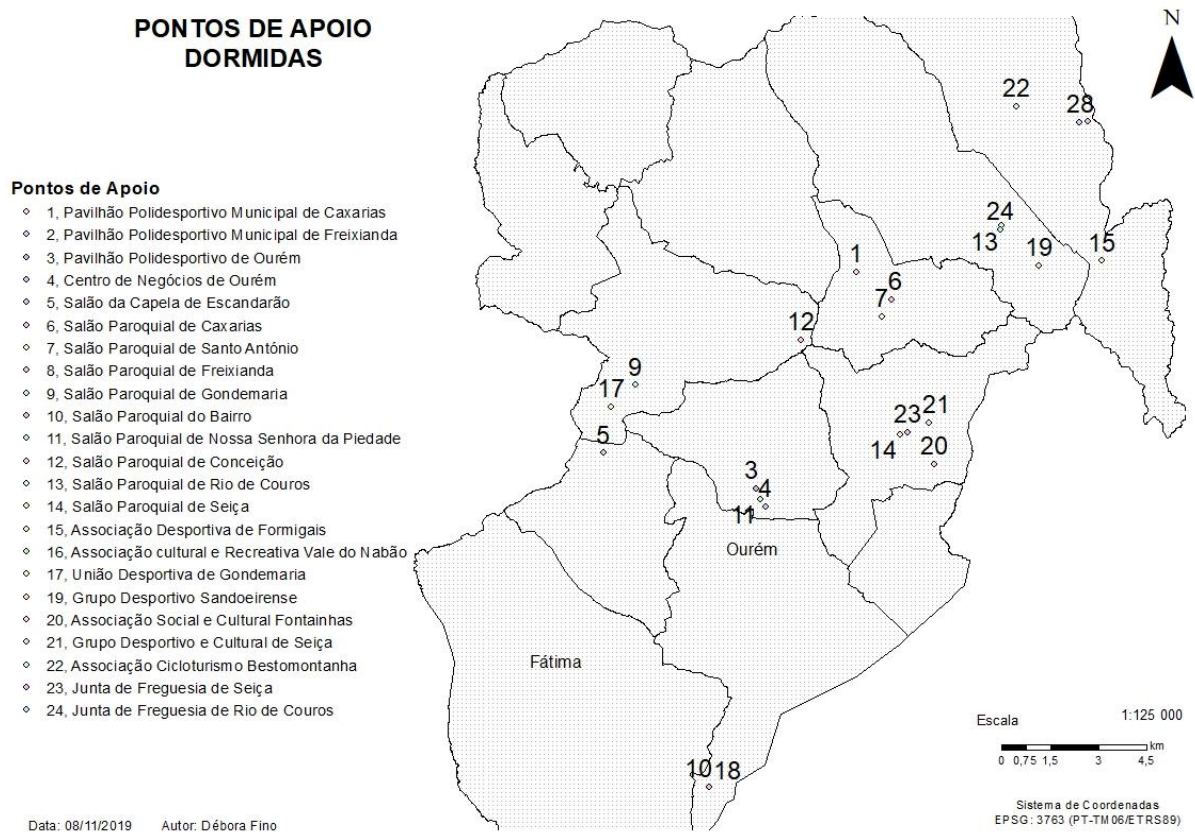 PONTOS DE APOIO
DORMIDAS
N
Pontos de Apoio
1, Pavilhão Polidesportivo Municipal de Caxarias
2, Pavilhão Polidesportivo Municipal de Freixianda
3, Pavilhão Polidesportivo de Ourém
4, Centro de Negócios de Ourém
5, Salão da Capela de Escandarão
6, Salão Paroquial de Caxarias
7, Salão Paroquial de Santo António
8, Salão Paroquial de Freixianda
9, Salão Paroquial de Gondemaria
10, Salão Paroquial do Bairro
11, Salão Paroquial de Nossa Senhora da Piedade
12, Salão Paroquial de Conceição
13, Salão Paroquial de Rio de Couros
14, Salão Paroquial de Seiça
15, Associação Desportiva de Formigais
16, Associação cultural e Recreativa Vale do Nabão
17, União Desportiva de Gondemaria
19, Grupo Desportivo Sandoeirense
20, Associação Social e Cultural Fontainhas
21, Grupo Desportivo e Cultural de Seiça
22, Associação Cicloturismo Bestomontanha
23, Junta de Freguesia de Seiça
24, Junta de Freguesia de Rio de Couros
22
28
24
13
19
15
1
6
7
12
9
17
5
23
21
14
20
3
4
11
Ourém
Fátima
10
18
Escala
1:125 000
0 0,75 1,5 3 4,5 km
Sistema de Coordenadas
EPSG: 3763 (PT-TM06/ETRS89)
Data: 08/11/2019 Autor: Débora Fino